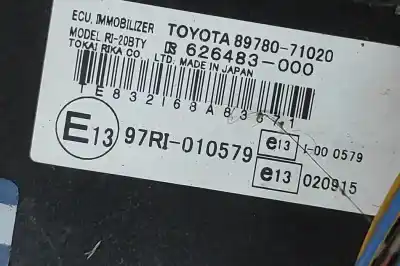 ECU, IMMOBILIZER TOYOTA 89780-71020
MODEL RI-20BTY 626483-000
TOKAI RIKA CO., LTD. MADE IN JAPAN
TE832168A83671
E13 97RI-010579 e13 I-00 0579
e13 020915